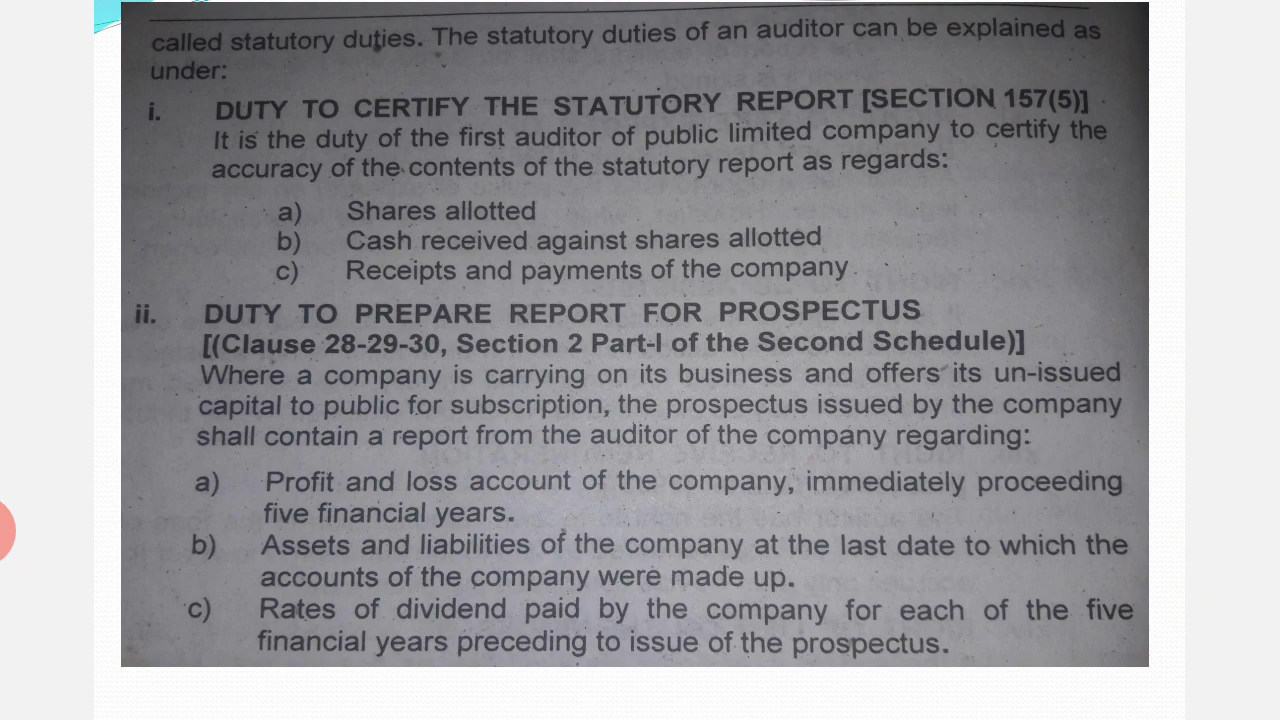 called statutory duties. The statutory duties of an auditor can be explained as
under:
i. DUTY TO CERTIFY THE STATUTORY REPORT [SECTION 157(5)]
It is the duty of the first auditor of public limited company to certify the
accuracy of the contents of the statutory report as regards:
a) Shares allotted
b) Cash received against shares allotted
c) Receipts and payments of the company
ii. DUTY TO PREPARE REPORT FOR PROSPECTUS
[(Clause 28-29-30, Section 2 Part-I of the Second Schedule)]
Where a company is carrying on its business and offers its un-issued
capital to public for subscription, the prospectus issued by the company
shall contain a report from the auditor of the company regarding:
a) Profit and loss account of the company, immediately proceeding
five financial years.
b) Assets and liabilities of the company at the last date to which the
accounts of the company were made up.
c) Rates of dividend paid by the company for each of the five
financial years preceding to issue of the prospectus.